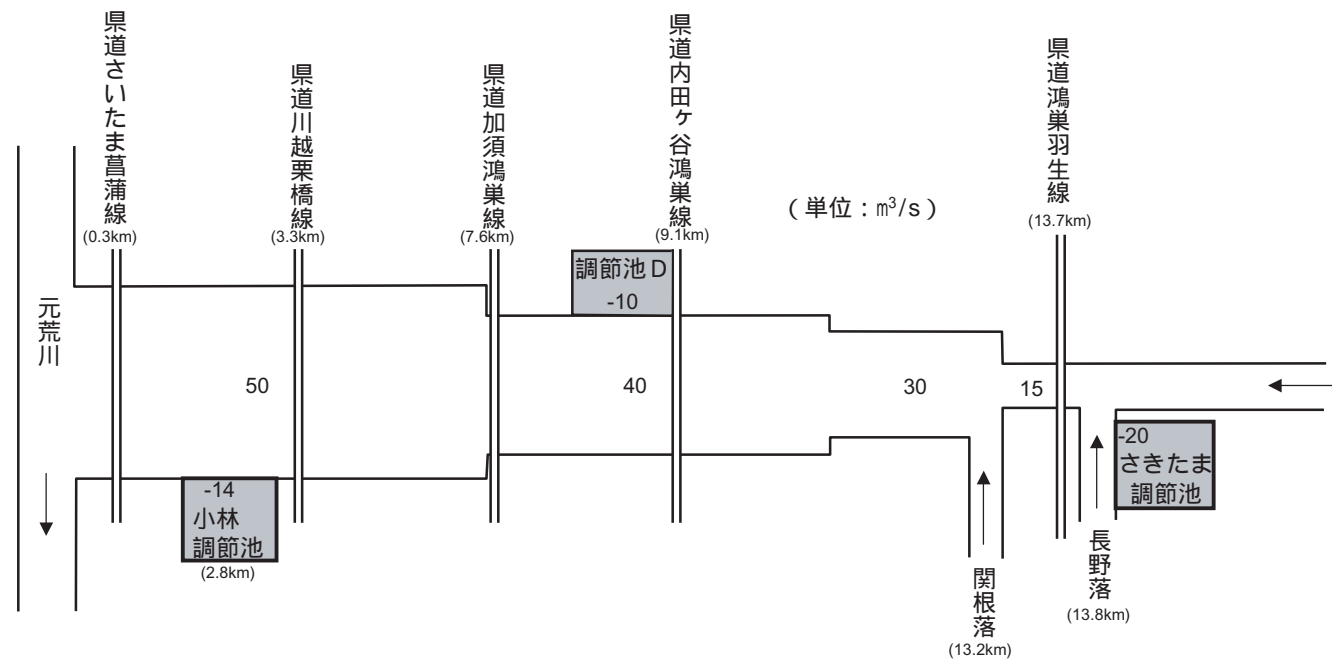 県道さいたま菖蒲線
(0.3km)
県道川越栗橋線
(3.3km)
県道加須鴻巣線
(7.6km)
県道内田ヶ谷鴻巣線
(9.1km)
県道鴻巣羽生線
(13.7km)
(単位:m³/s)
元荒川
50
40
30
15
調節池D
-10
-14
小林
調節池
(2.8km)
-20
さきたま
調節池
関根落
(13.2km)
長野落
(13.8km)